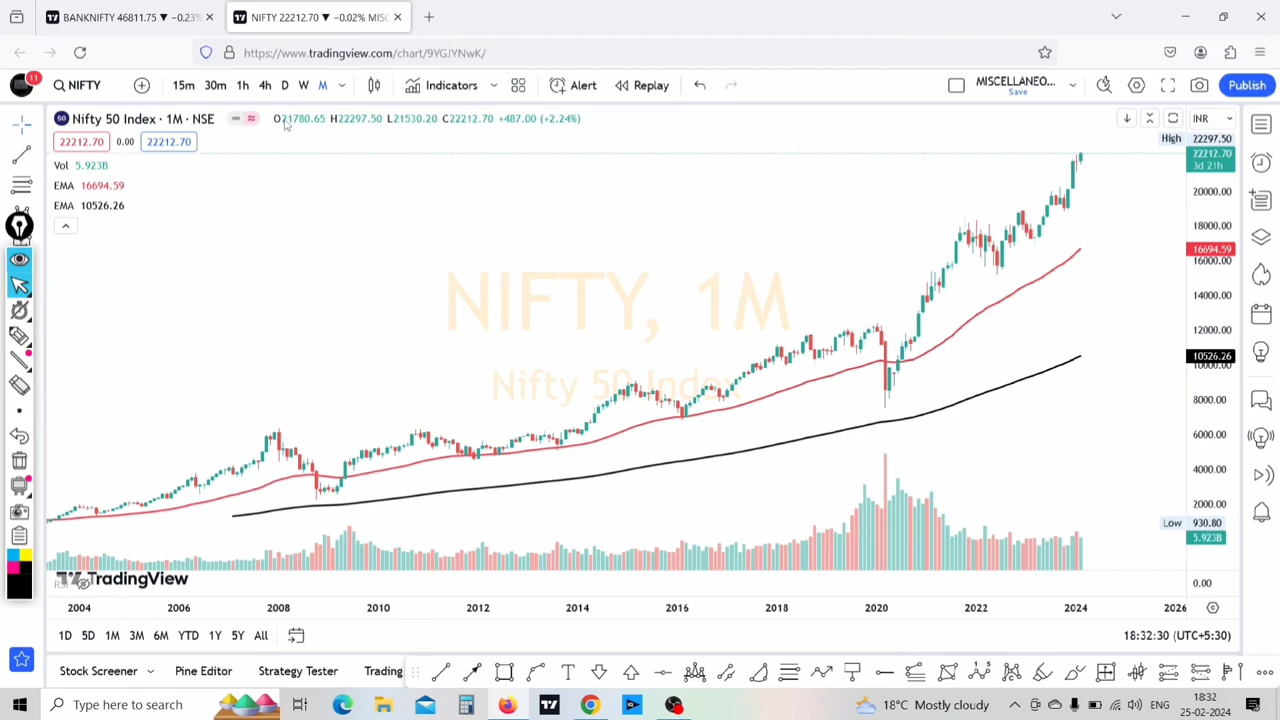 BANKNIFTY 46811.75 ▼ −0.23%
NIFTY 22212.70 ▼ −0.02% MISC
https://www.tradingview.com/chart/9YGJYNwK/
11
NIFTY
15m 30m 1h 4h D W M
Indicators
Alert
Replay
MISCELLANEO...
Save
Publish
50 Nifty 50 Index · 1M · NSE
O21780.65 H22297.50 L21530.20 C22212.70 +487.00 (+2.24%)
INR
22212.70 0.00 22212.70
High 22297.50
22212.70
3d 21h
Vol 5.923B
EMA 16694.59
EMA 10526.26
20000.00
18000.00
16694.59
16000.00
14000.00
12000.00
10526.26
10000.00
8000.00
6000.00
4000.00
2000.00
Low 930.80
5.923B
0.00
NIFTY, 1M
Nifty 50 Index
TradingView
RSI
2004 2006 2008 2010 2012 2014 2016 2018 2020 2022 2024 2026
1D 5D 1M 3M 6M YTD 1Y 5Y All
18:32:30 (UTC+5:30)
Stock Screener
Pine Editor
Strategy Tester
Trading
Type here to search
18°C Mostly cloudy
ENG
18:32
25-02-2024